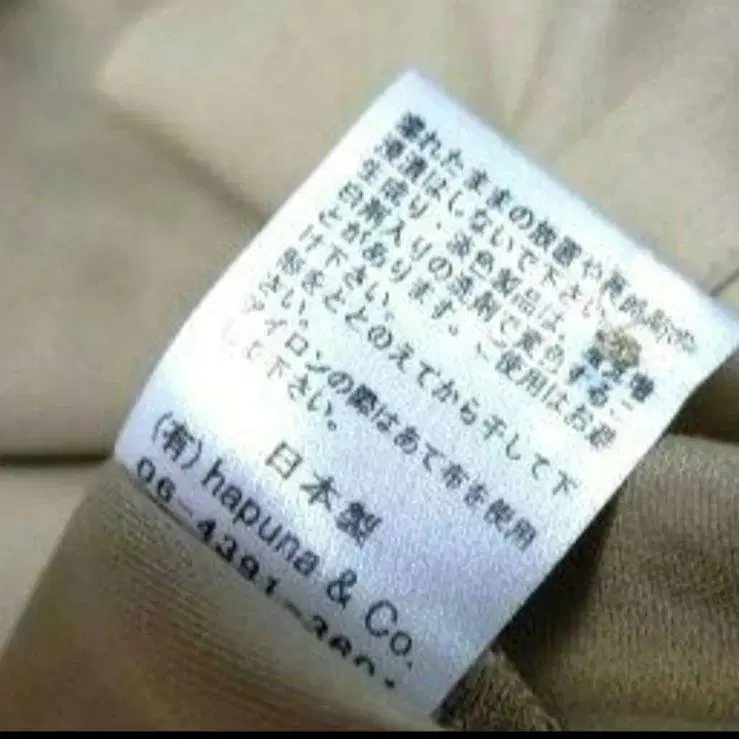 濡れたままの放置や長時間の
浸漬はしないで下さい。
生成り、淡色製品は、蛍光増
白剤入りの洗剤で変色するこ
とがあります。ご使用はお避
け下さい。
形をととのえてから干して下
さい。
アイロンの際はあて布を使用
して下さい。
日本製
(有) hapuna & Co.
06-4391-